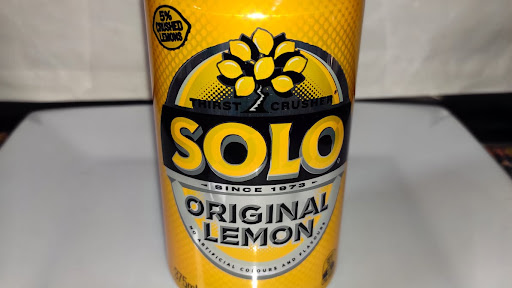 5%
CRUSHED
LEMONS
THIRST CRUSHER
SOLO
SINCE 1973
ORIGINAL
LEMON
NO ARTIFICIAL COLOURS AND FLAVOURS